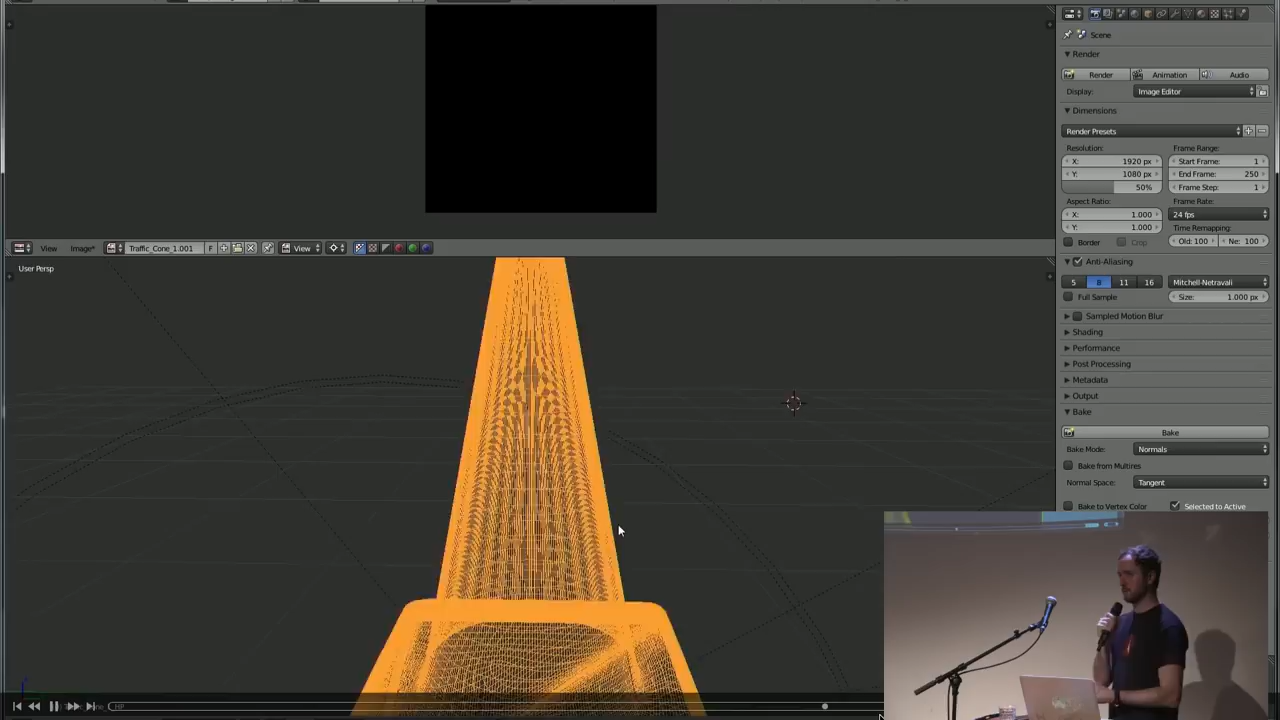 Scene
Render
Render Animation Audio
Display: Image Editor
Dimensions
Render Presets
Resolution: Frame Range:
X: 1920 px Start Frame: 1
Y: 1080 px End Frame: 250
50% Frame Step: 1
Aspect Ratio: Frame Rate:
X: 1.000 24 fps
Y: 1.000 Time Remapping:
Border Crop Old: 100 Ne: 100
View Image* Traffic_Cone_1.001 F View
Anti-Aliasing
User Persp
5 8 11 16 Mitchell-Netravali
Full Sample Size: 1.000 px
Sampled Motion Blur
Shading
Performance
Post Processing
Metadata
Output
Bake
Bake
Bake Mode: Normals
Bake from Multires
Normal Space: Tangent
Bake to Vertex Color Selected to Active
HP